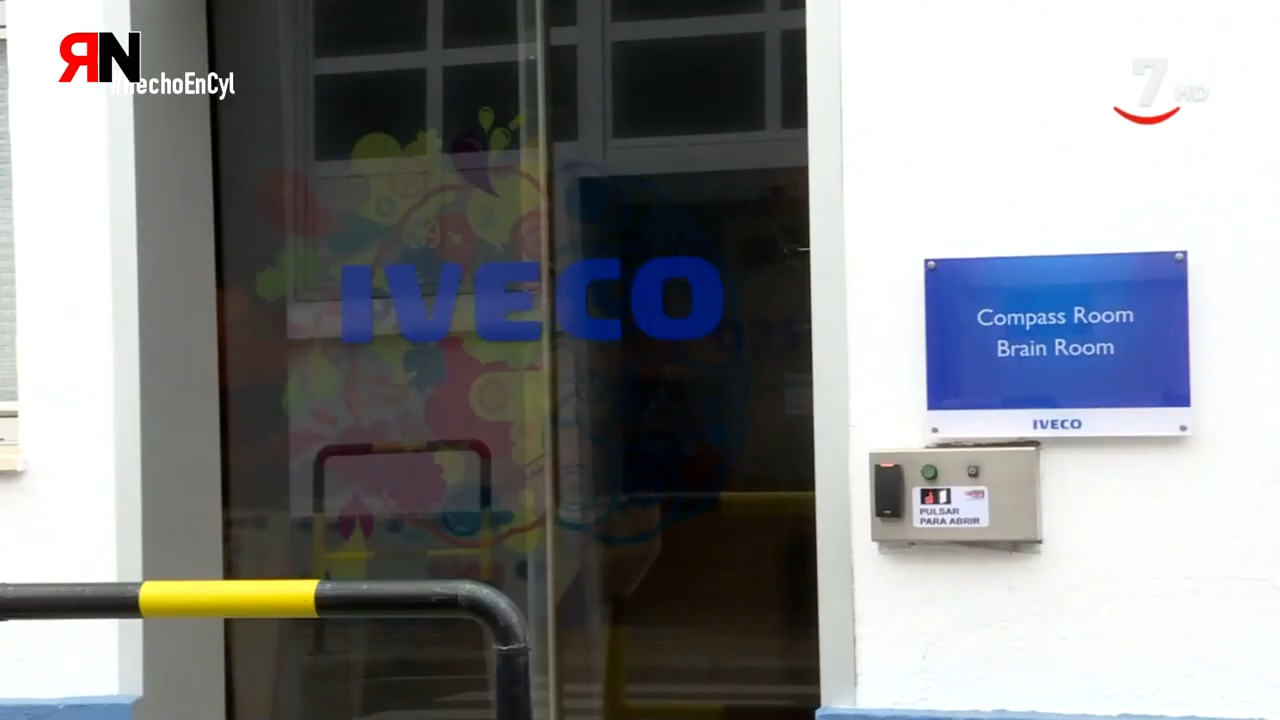 RN
#HechoEnCyl
7 HD
IVECO
Compass Room
Brain Room
IVECO
PULSAR
PARA ABRIR